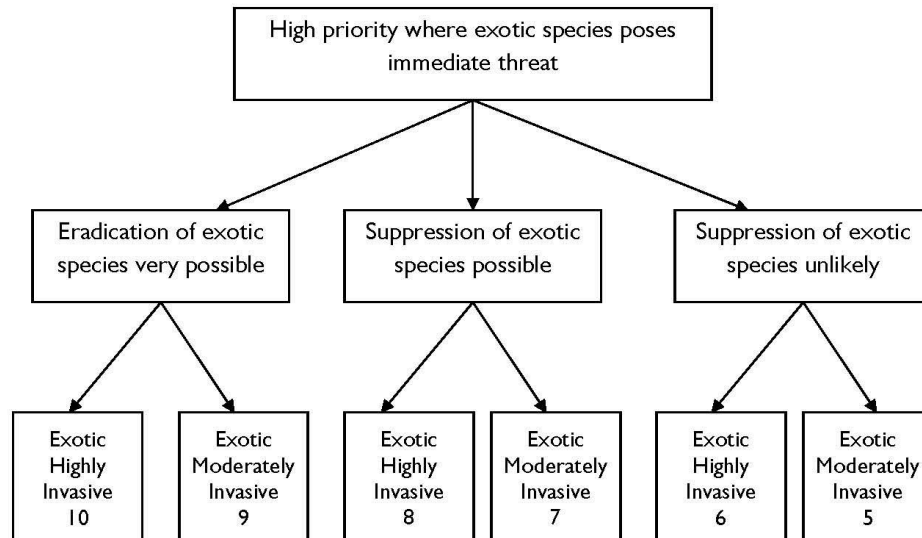 High priority where exotic species poses
immediate threat
Eradication of exotic
species very possible
Suppression of exotic
species possible
Suppression of exotic
species unlikely
Exotic
Highly
Invasive
10
Exotic
Moderately
Invasive
9
Exotic
Highly
Invasive
8
Exotic
Moderately
Invasive
7
Exotic
Highly
Invasive
6
Exotic
Moderately
Invasive
5